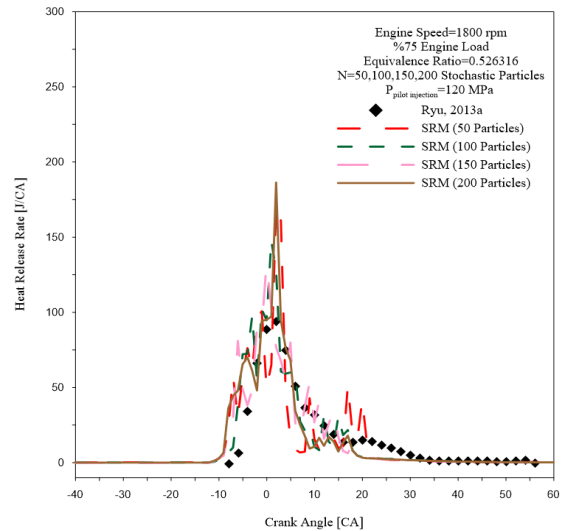 300
250
200
150
100
50
0
Heat Release Rate [J/CA]
Engine Speed=1800 rpm
%75 Engine Load
Equivalence Ratio=0.526316
N=50,100,150,200 Stochastic Particles
P pilot injection=120 MPa
Ryu, 2013a
SRM (50 Particles)
SRM (100 Particles)
SRM (150 Particles)
SRM (200 Particles)
-40 -30 -20 -10 0 10 20 30 40 50 60
Crank Angle [CA]